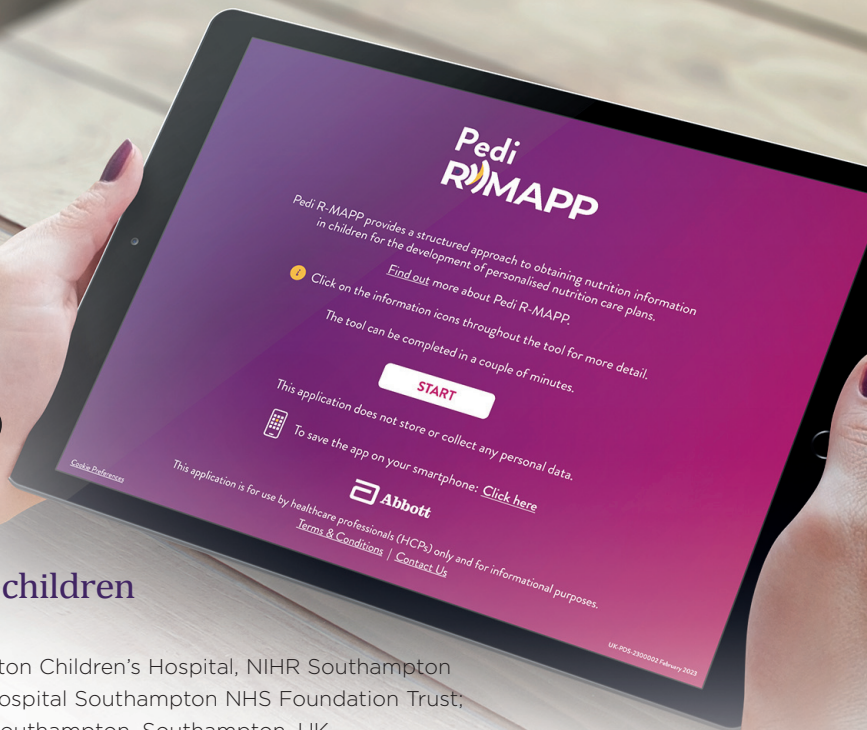 Pedi
R-MAPP
Pedi R-MAPP provides a structured approach to obtaining nutrition information
in children for the development of personalised nutrition care plans.
Find out more about Pedi R-MAPP.
i Click on the information icons throughout the tool for more detail.
The tool can be completed in a couple of minutes.
START
This application does not store or collect any personal data.
To save the app on your smartphone: Click here
Abbott
This application is for use by healthcare professionals (HCPs) only and for informational purposes.
Terms & Conditions | Contact Us
Cookie Preferences
UK-PDS-2300002 February 2023
children
ton Children's Hospital, NIHR Southampton
ospital Southampton NHS Foundation Trust;
outhampton, Southampton, UK